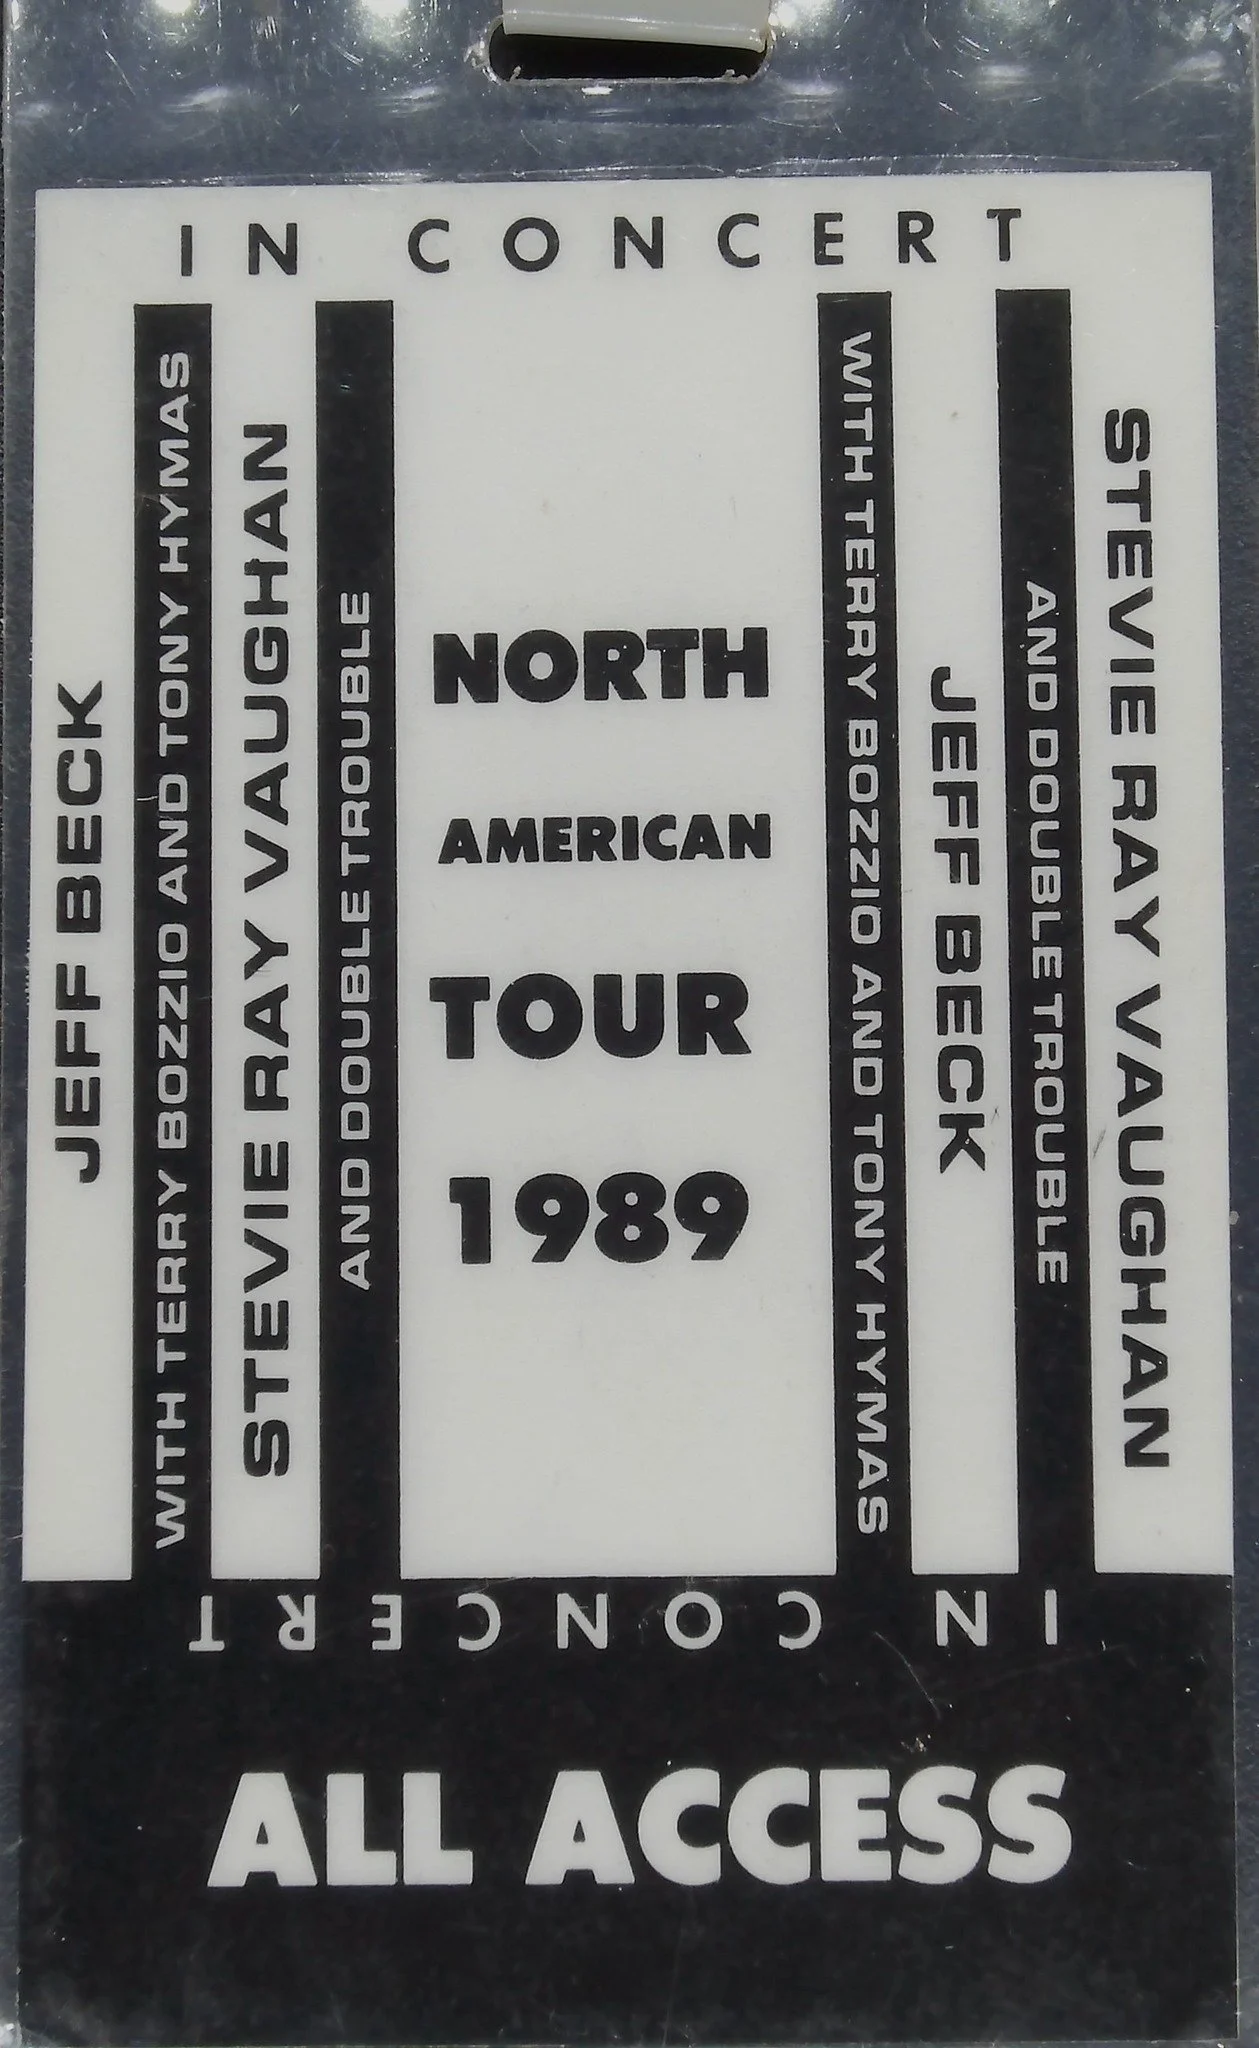 IN CONCERT
JEFF BECK
WITH TERRY BOZZIO AND TONY HYMAS
STEVIE RAY VAUGHAN
AND DOUBLE TROUBLE
NORTH
AMERICAN
TOUR
1989
WITH TERRY BOZZIO AND TONY HYMAS
JEFF BECK
AND DOUBLE TROUBLE
STEVIE RAY VAUGHAN
IN CONCERT
ALL ACCESS